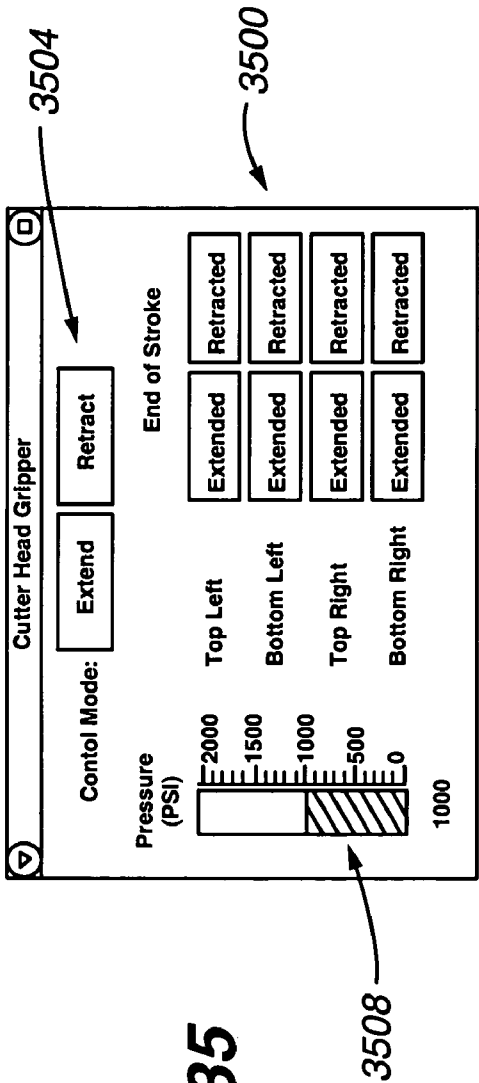 Cutter Head Gripper
Contol Mode: Extend Retract
3504
3500
Pressure
(PSI)
End of Stroke
2000
1500
1000
500
0
1000
Top Left Extended Retracted
Bottom Left Extended Retracted
Top Right Extended Retracted
Bottom Right Extended Retracted
3508
35